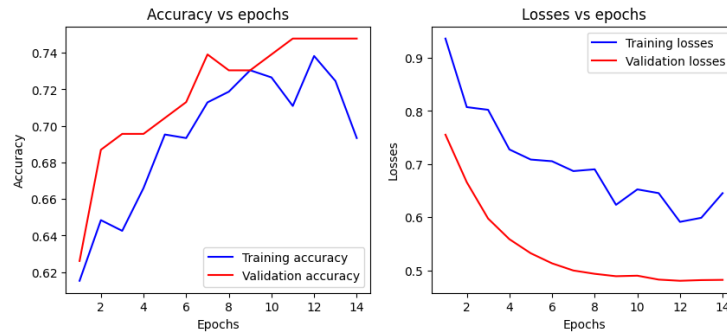 Accuracy vs epochs
Accuracy
0.74
0.72
0.70
0.68
0.66
0.64
0.62
Training accuracy
Validation accuracy
2 4 6 8 10 12 14
Epochs
Losses vs epochs
Losses
0.9
0.8
0.7
0.6
0.5
Training losses
Validation losses
2 4 6 8 10 12 14
Epochs